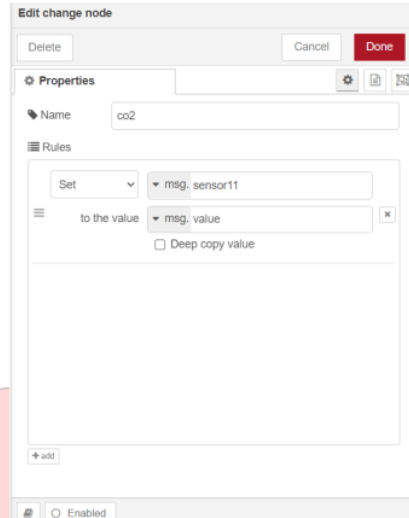 Edit change node
Delete Cancel Done
Properties
Name co2
Rules
Set msg. sensor11
to the value msg. value
Deep copy value
+ add
Enabled